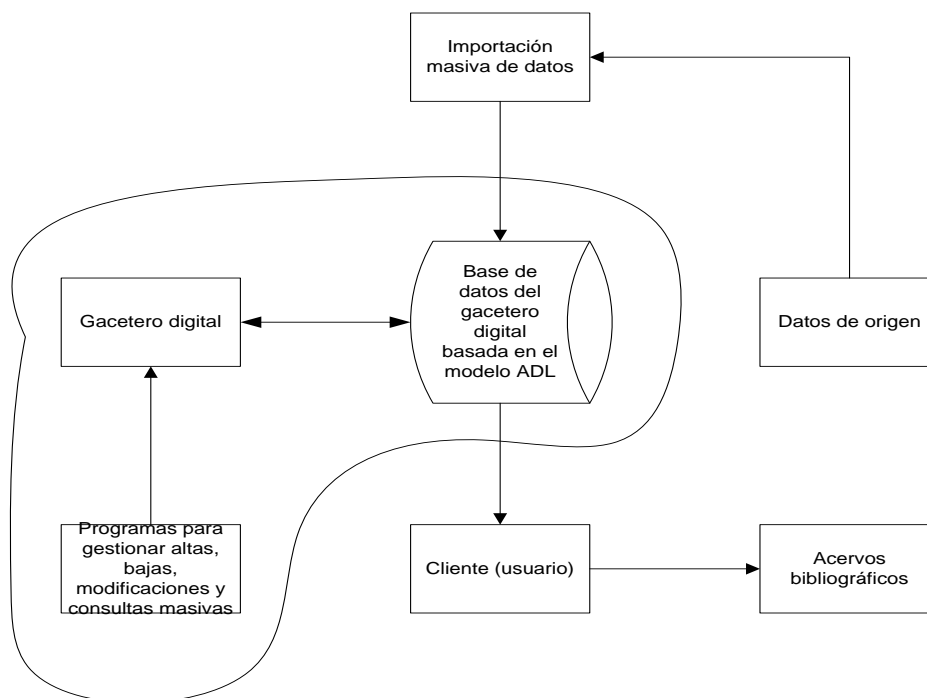 Importación
masiva de datos
Base de
datos del
gacetero
digital
basada en el
modelo ADL
Gacetero digital
Datos de origen
Programas para
gestionar altas,
bajas,
modificaciones y
consultas masivas
Cliente (usuario)
Acervos
bibliográficos